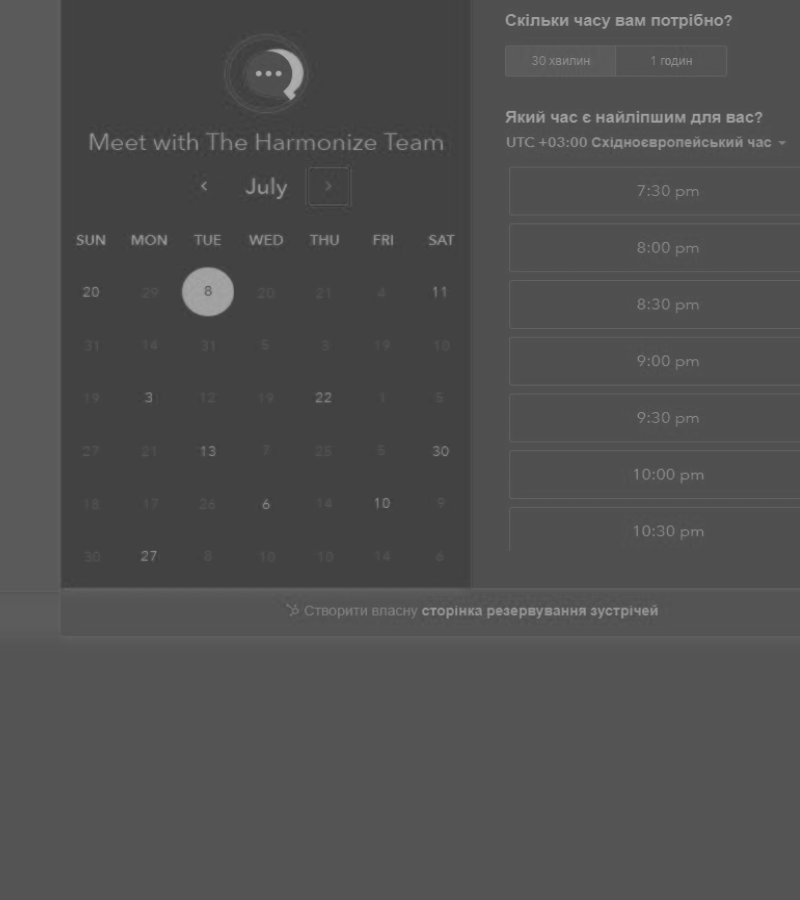 Meet with The Harmonize Team
July
SUN MON TUE WED THU FRI SAT
20 29 8 20 21 4 11
31 14 31 5 3 19 10
19 3 12 19 22 1 5
27 21 13 7 28 5 30
18 17 26 6 14 10 9
30 27 8 10 10 14 6
Скільки часу вам потрібно?
30 хвилин 1 годин
Який час є найліпшим для вас?
UTC +03:00 Східноєвропейський час
7:30 pm
8:00 pm
8:30 pm
9:00 pm
9:30 pm
10:00 pm
10:30 pm
Створити власну сторінка резервування зустрічей